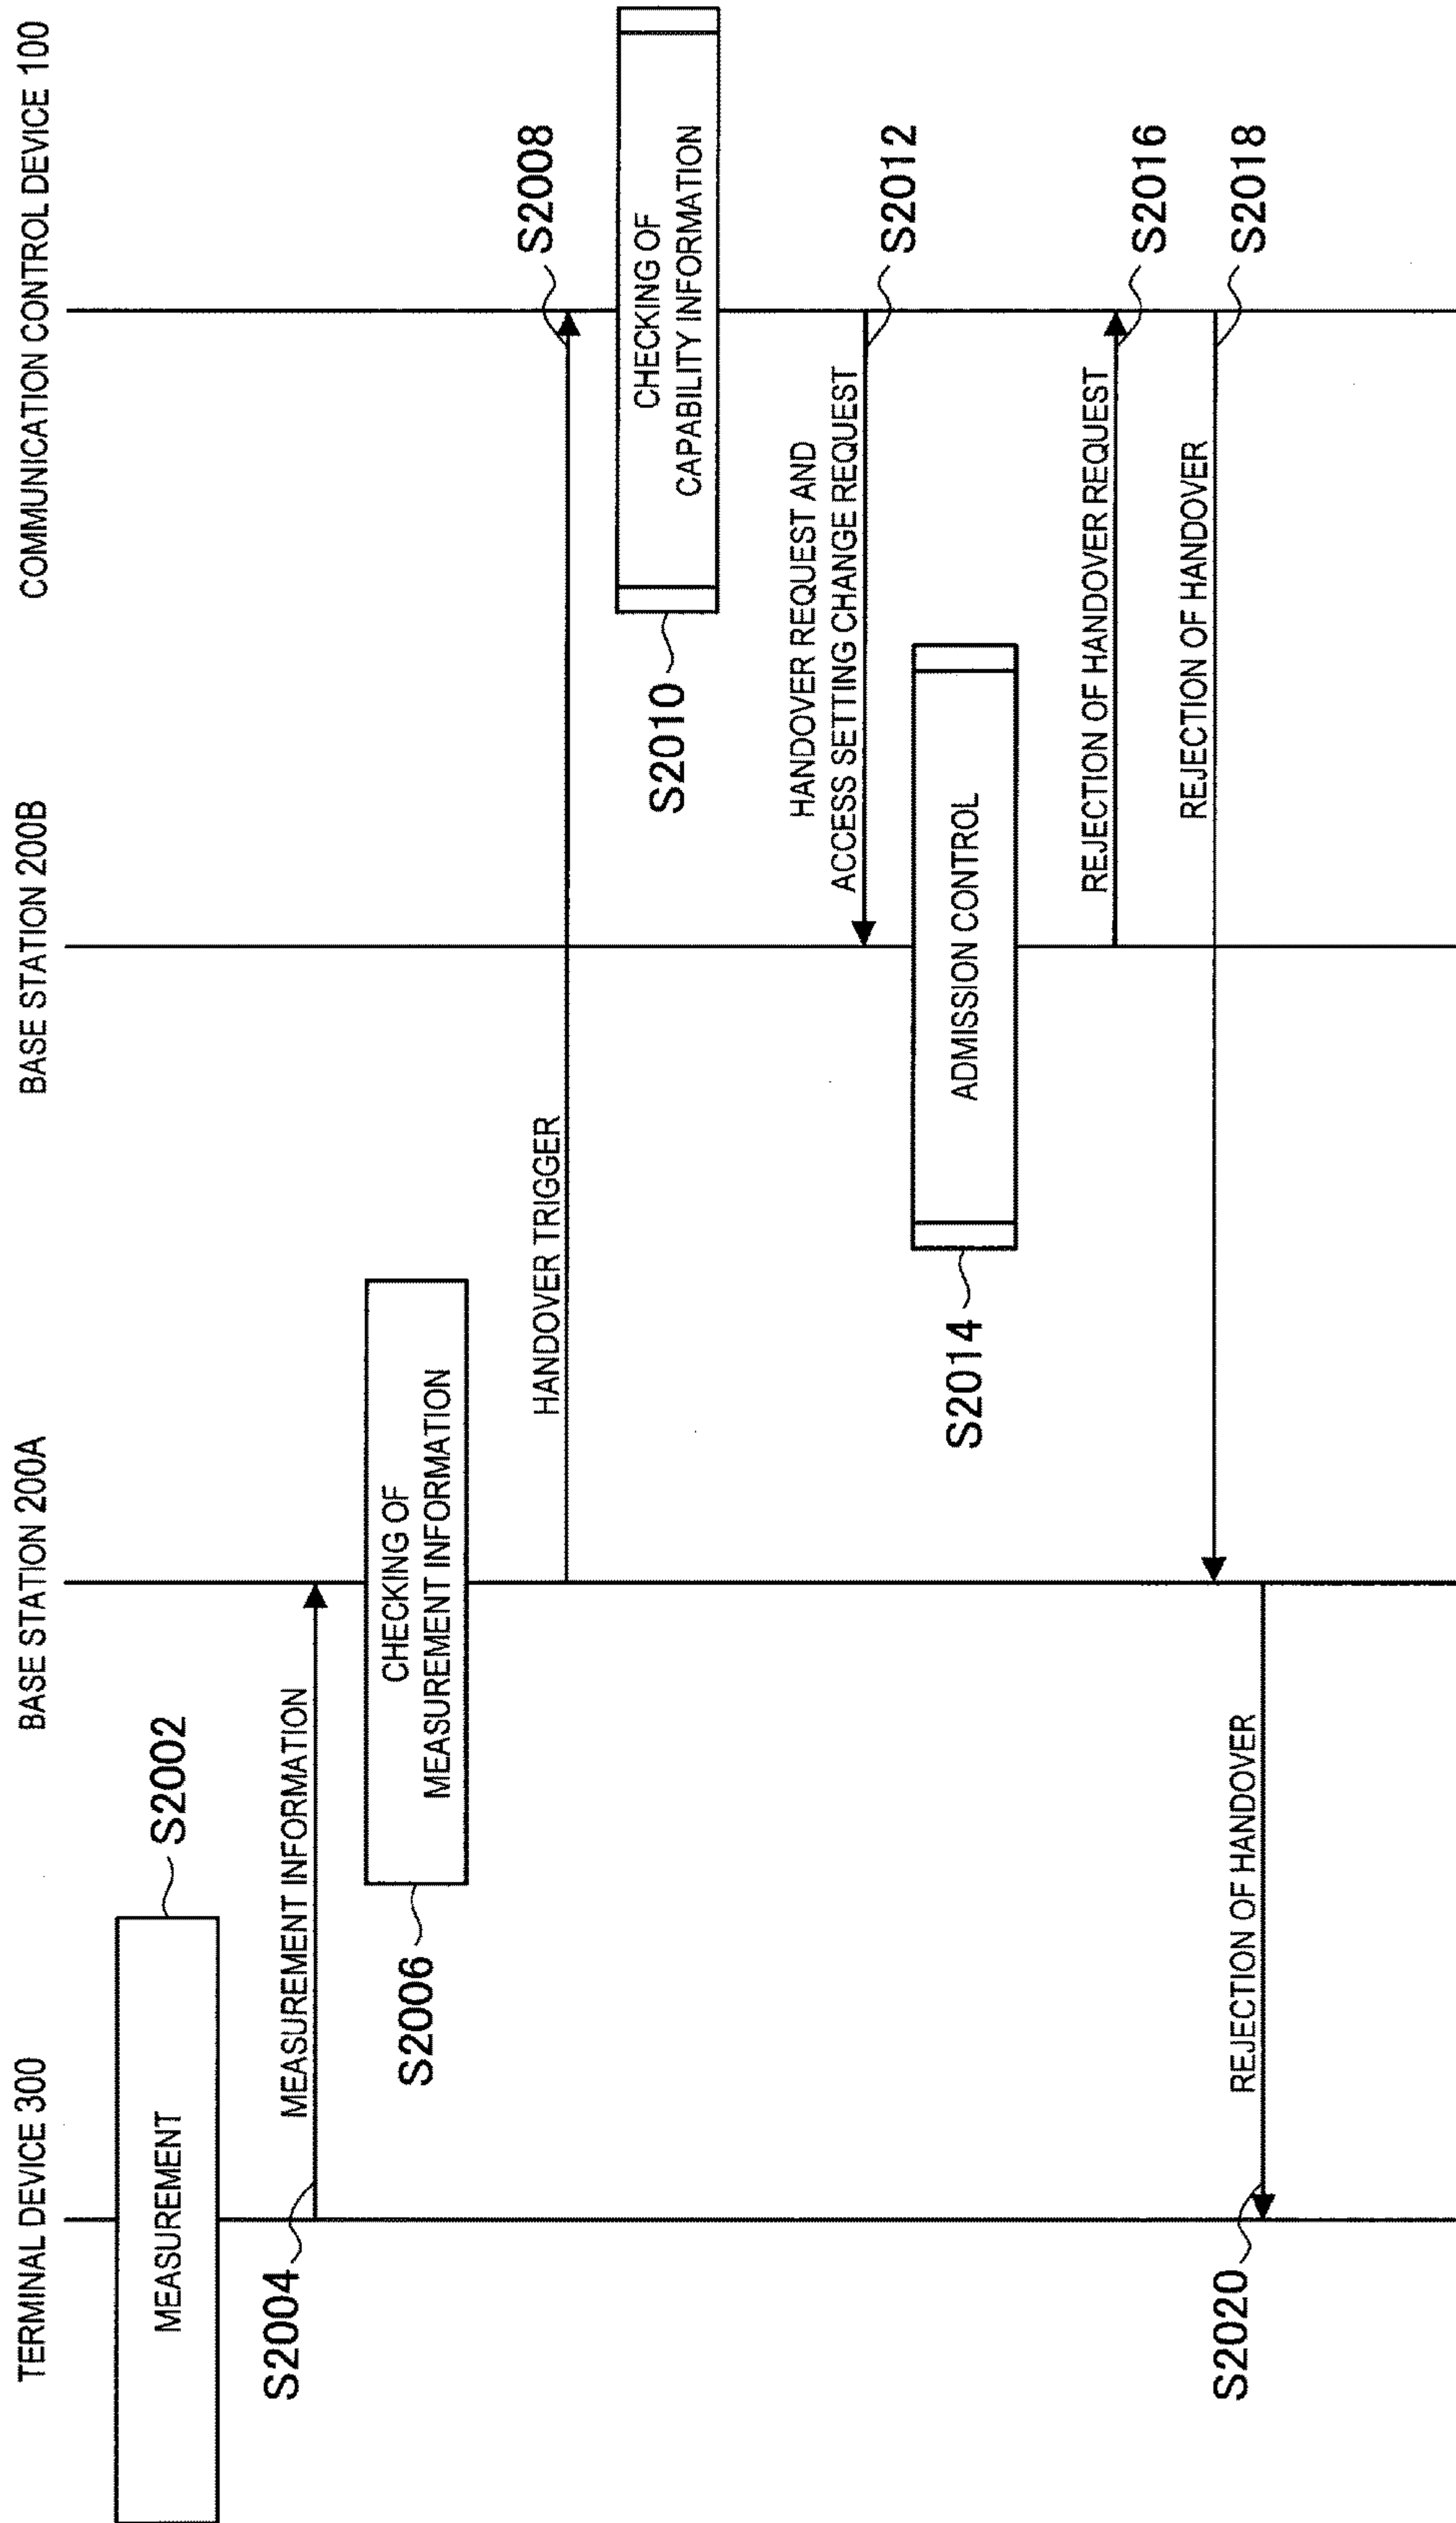 TERMINAL DEVICE 300
BASE STATION 200A
BASE STATION 200B
COMMUNICATION CONTROL DEVICE 100
MEASUREMENT
S2002
S2004
MEASUREMENT INFORMATION
S2006
CHECKING OF
MEASUREMENT INFORMATION
HANDOVER TRIGGER
S2008
S2010
CHECKING OF
CAPABILITY INFORMATION
HANDOVER REQUEST AND
ACCESS SETTING CHANGE REQUEST
S2012
S2014
ADMISSION CONTROL
REJECTION OF HANDOVER REQUEST
S2016
REJECTION OF HANDOVER
S2018
S2020
REJECTION OF HANDOVER